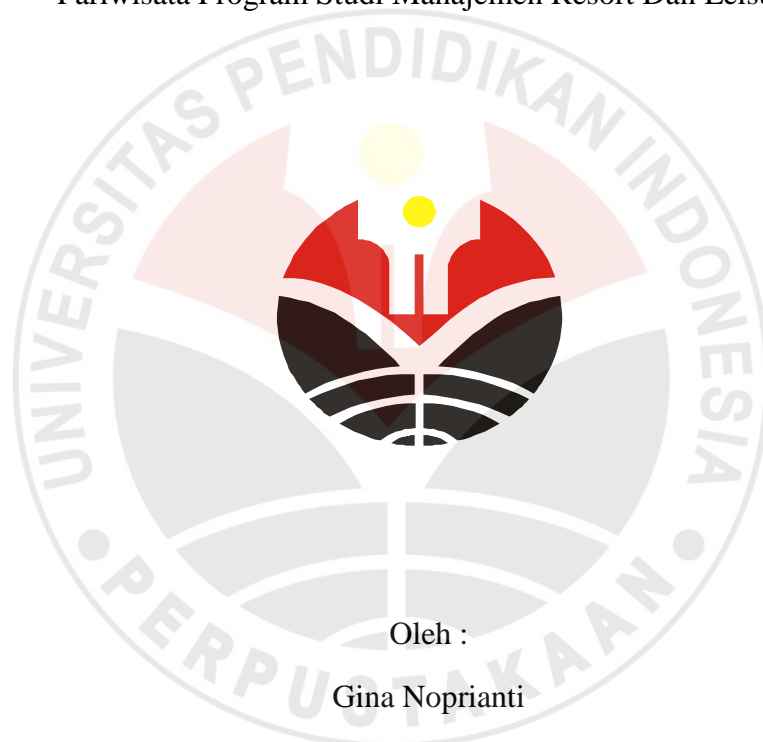 Pariwisata Program Studi Manajemen Resort Dan
UNIVERSITAS PENDIDIKAN INDONESIA
Oleh :
Gina Noprianti
PERPUSTAKAAN